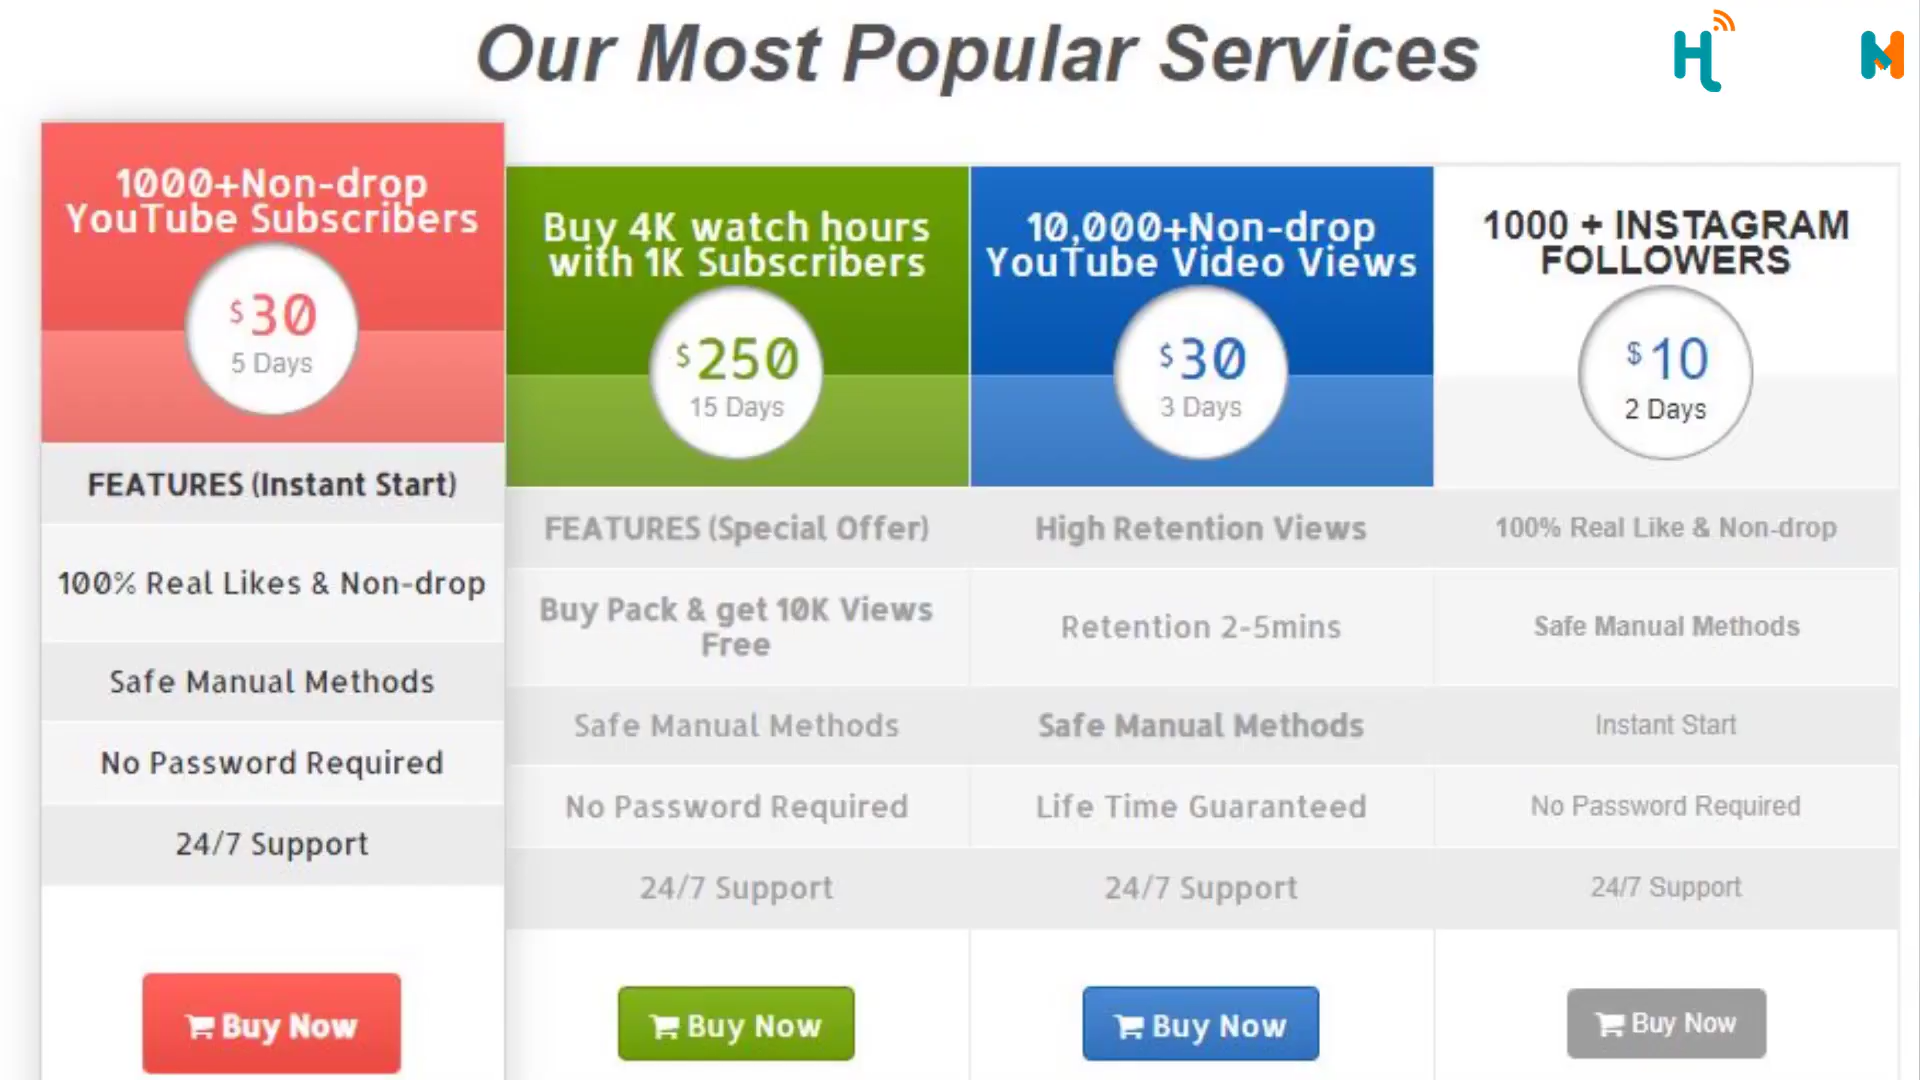 Our Most Popular Services
1000+Non-drop
YouTube Subscribers
$30
5 Days
FEATURES (Instant Start)
100% Real Likes & Non-drop
Safe Manual Methods
No Password Required
24/7 Support
Buy Now
Buy 4K watch hours
with 1K Subscribers
$250
15 Days
FEATURES (Special Offer)
Buy Pack & get 10K Views
Free
Safe Manual Methods
No Password Required
24/7 Support
Buy Now
10,000+Non-drop
YouTube Video Views
$30
3 Days
High Retention Views
Retention 2-5mins
Safe Manual Methods
Life Time Guaranteed
24/7 Support
Buy Now
1000 + INSTAGRAM
FOLLOWERS
$10
2 Days
100% Real Like & Non-drop
Safe Manual Methods
Instant Start
No Password Required
24/7 Support
Buy Now